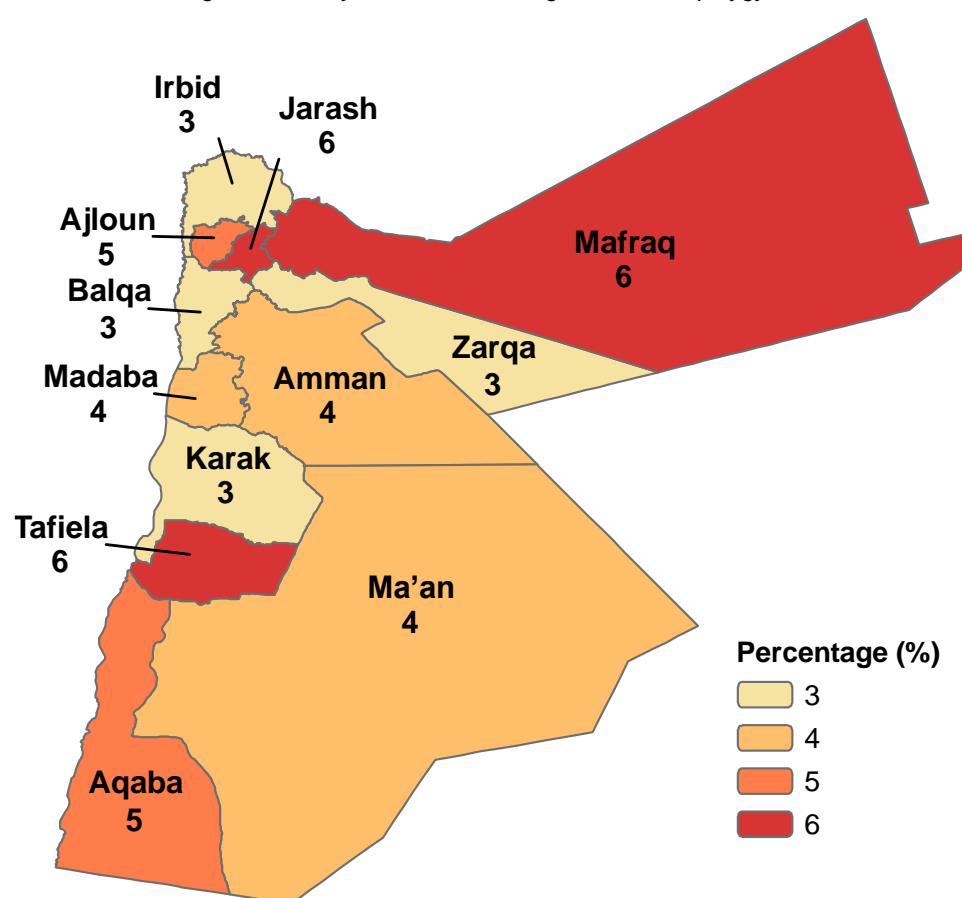 Irbid
3
Jarash
6
Ajloun
5
Mafraq
6
Balqa
3
Zarqa
3
Madaba
4
Amman
4
Karak
3
Tafiela
6
Ma’an
4
Aqaba
5
Percentage (%)
3
4
5
6